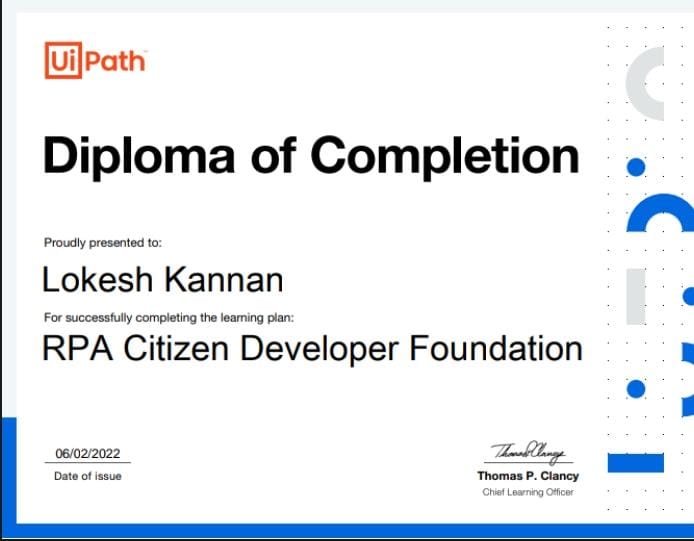 UiPath
Diploma of Completion
Proudly presented to:
Lokesh Kannan
For successfully completing the learning plan:
RPA Citizen Developer Foundation
06/02/2022
Date of issue
Thomas P. Clancy
Chief Learning Officer